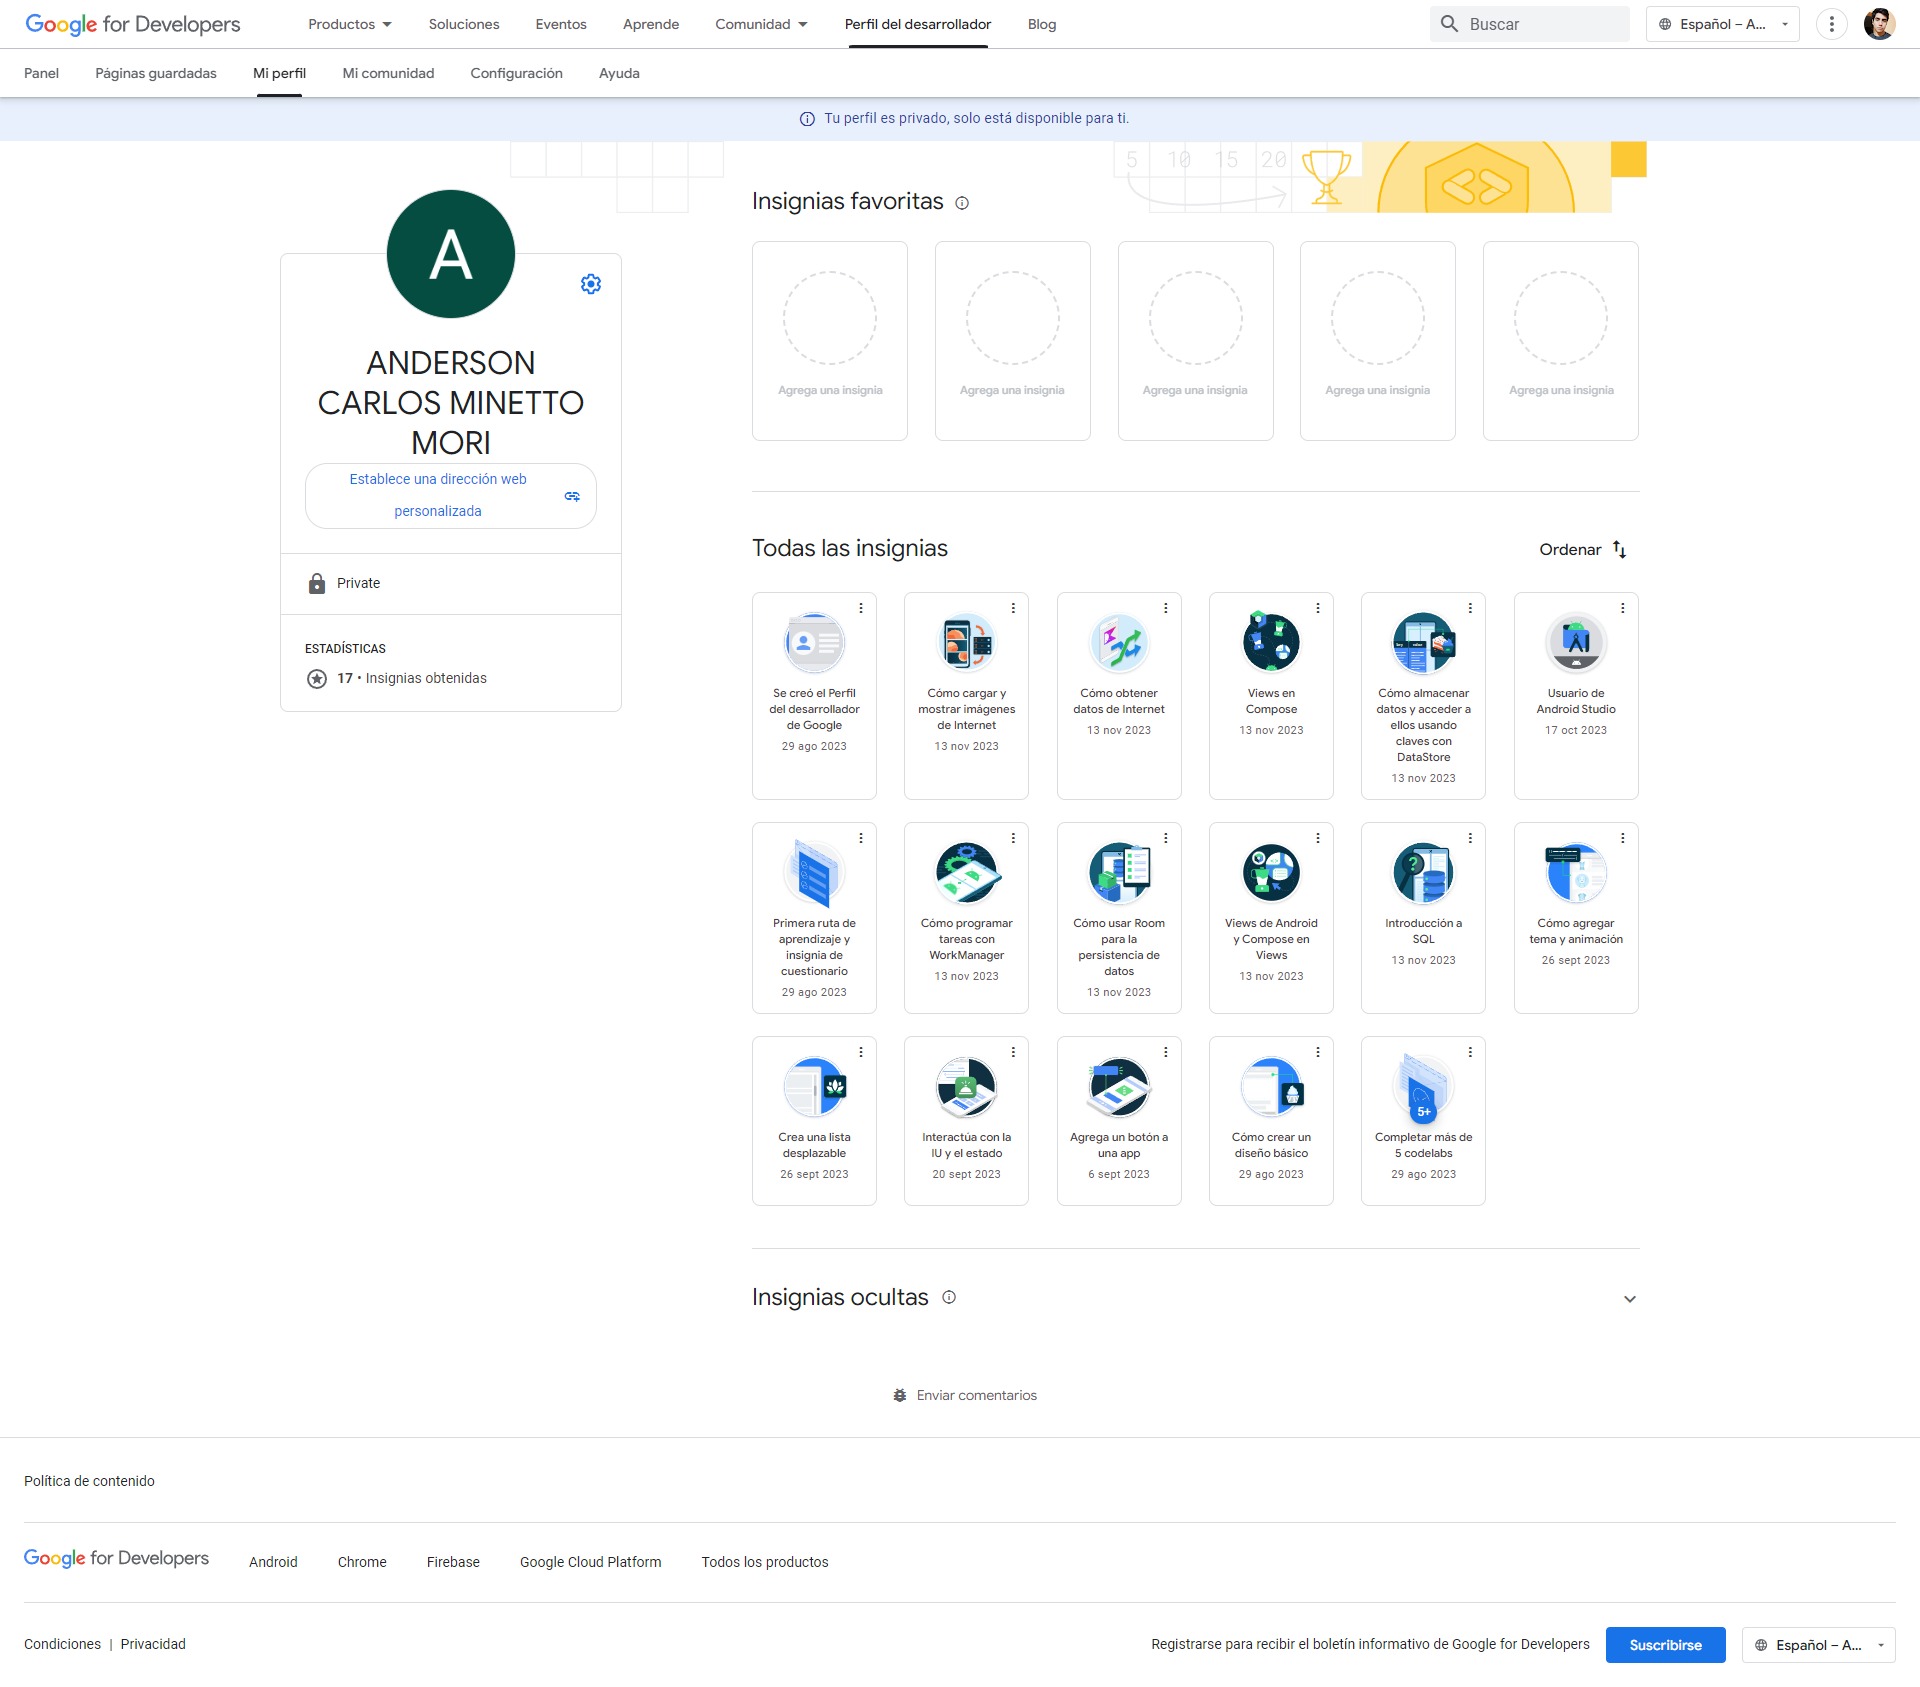 Google for Developers
Productos
Soluciones
Eventos
Aprende
Comunidad
Perfil del desarrollador
Blog
Buscar
Español – A...
Panel
Páginas guardadas
Mi perfil
Mi comunidad
Configuración
Ayuda
Tu perfil es privado, solo está disponible para ti.
5 10 15 20
A
ANDERSON
CARLOS MINETTO
MORI
Establece una dirección web
personalizada
Private
ESTADÍSTICAS
17 • Insignias obtenidas
Insignias favoritas
Agrega una insignia
Agrega una insignia
Agrega una insignia
Agrega una insignia
Agrega una insignia
Todas las insignias
Ordenar
Se creó el Perfil
del desarrollador
de Google
29 ago 2023
Cómo cargar y
mostrar imágenes
de Internet
13 nov 2023
Cómo obtener
datos de Internet
13 nov 2023
Views en
Compose
13 nov 2023
Cómo almacenar
datos y acceder a
ellos usando
claves con
DataStore
13 nov 2023
Usuario de
Android Studio
17 oct 2023
Primera ruta de
aprendizaje y
insignia de
cuestionario
29 ago 2023
Cómo programar
tareas con
WorkManager
13 nov 2023
Cómo usar Room
para la
persistencia de
datos
13 nov 2023
Views de Android
y Compose en
Views
13 nov 2023
?
Introducción a
SQL
13 nov 2023
Cómo agregar
tema y animación
26 sept 2023
Crea una lista
desplazable
26 sept 2023
Interactúa con la
IU y el estado
20 sept 2023
Agrega un botón a
una app
6 sept 2023
Cómo crear un
diseño básico
29 ago 2023
5+
Completar más de
5 codelabs
29 ago 2023
Insignias ocultas
Enviar comentarios
Política de contenido
Google for Developers
Android
Chrome
Firebase
Google Cloud Platform
Todos los productos
Condiciones | Privacidad
Registrarse para recibir el boletín informativo de Google for Developers
Suscribirse
Español – A...